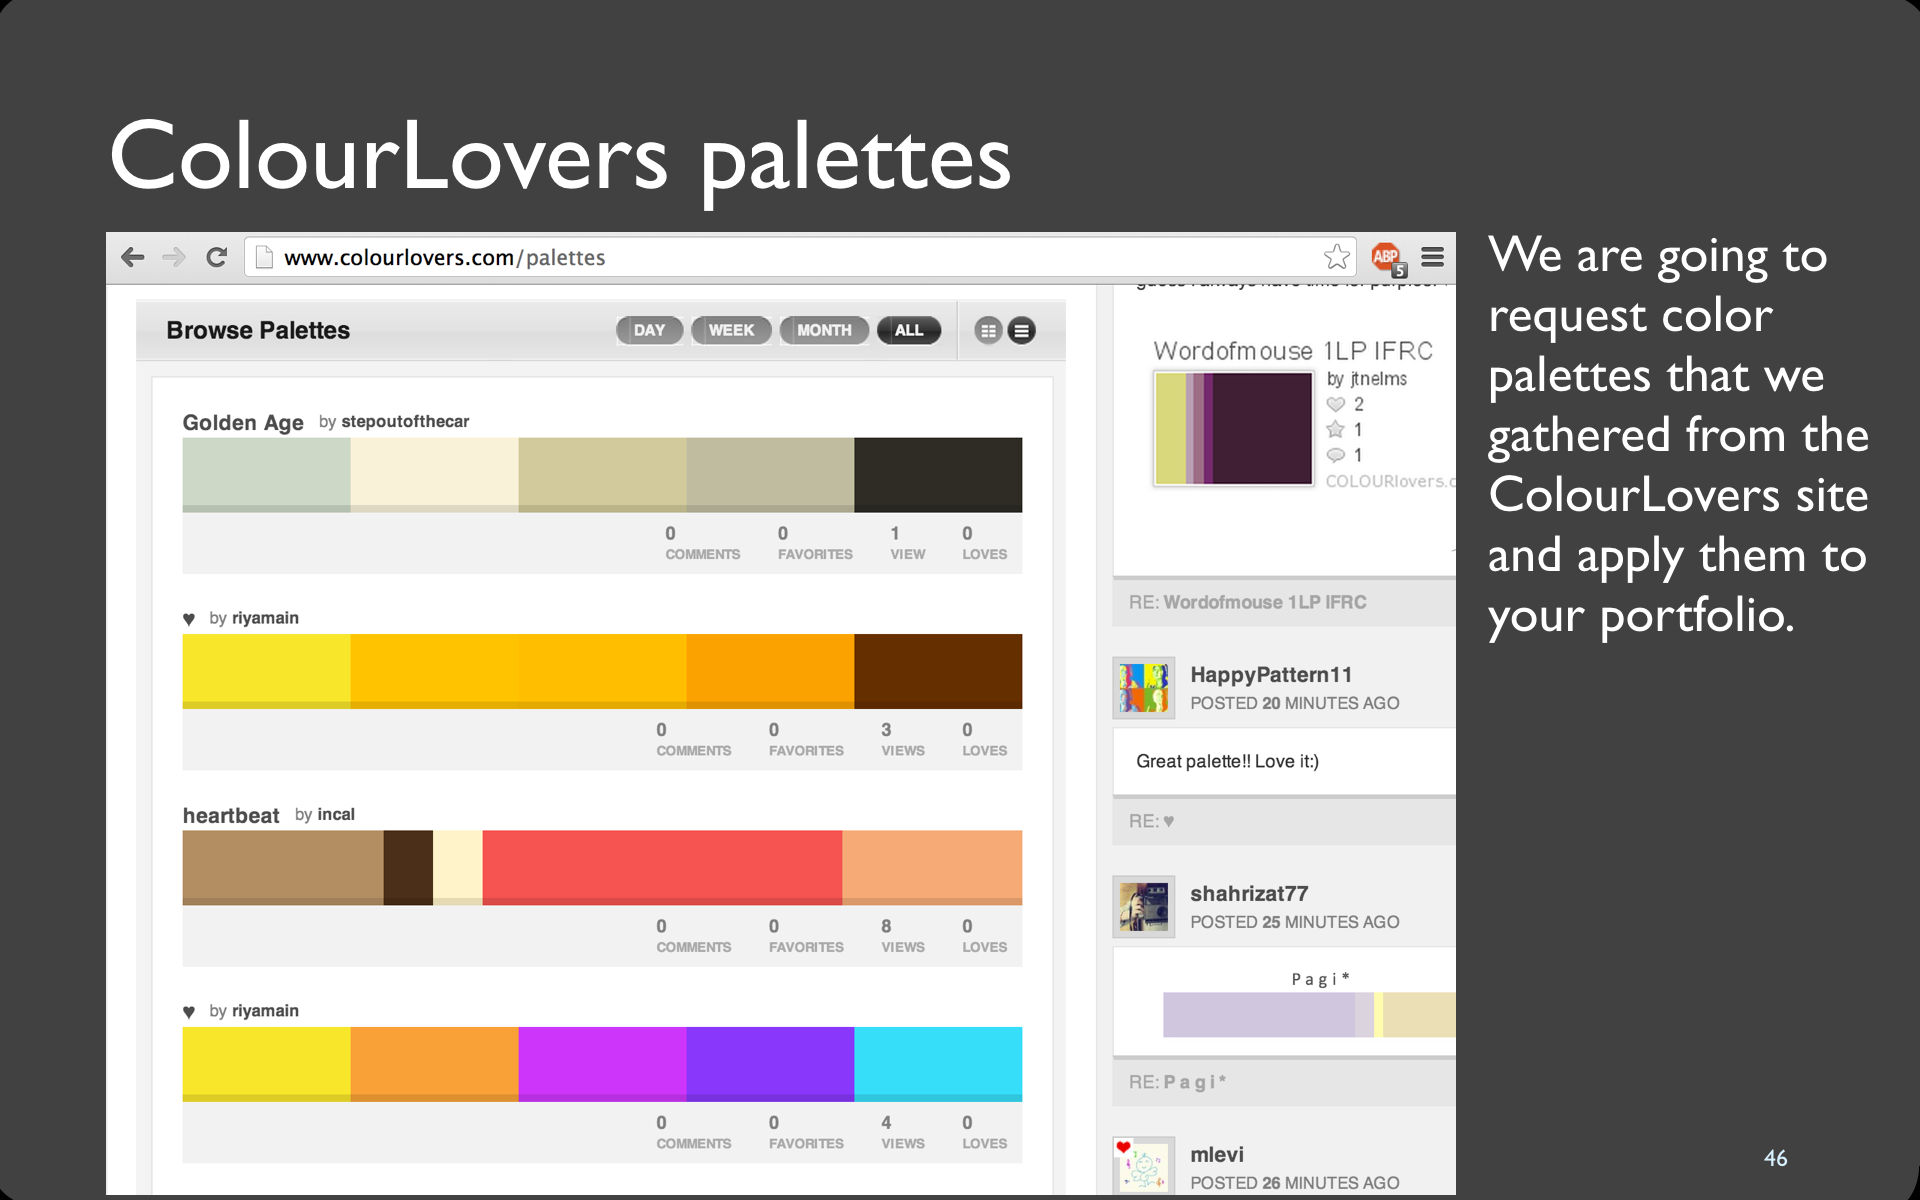 ColourLovers palettes
www.colourlovers.com/palettes
ABP
5
Browse Palettes
DAY
WEEK
MONTH
ALL
Golden Age by stepoutofthecar
0 0 1 0
COMMENTS FAVORITES VIEW LOVES
♥ by riyamain
0 0 3 0
COMMENTS FAVORITES VIEWS LOVES
heartbeat by incal
0 0 8 0
COMMENTS FAVORITES VIEWS LOVES
♥ by riyamain
0 0 4 0
COMMENTS FAVORITES VIEWS LOVES
Wordofmouse 1LP IFRC
by jtnelms
2
1
1
COLOURlovers.c
RE: Wordofmouse 1LP IFRC
HappyPattern11
POSTED 20 MINUTES AGO
Great palette!! Love it:)
RE: ♥
shahrizat77
POSTED 25 MINUTES AGO
P a g i *
RE: P a g i *
mlevi
POSTED 26 MINUTES AGO
We are going to
request color
palettes that we
gathered from the
ColourLovers site
and apply them to
your portfolio.
46